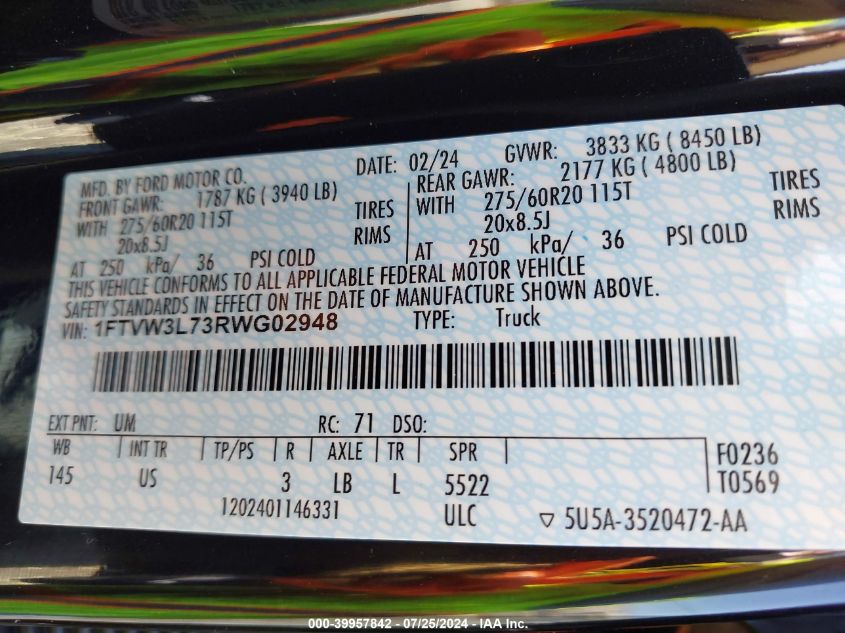 MFD. BY FORD MOTOR CO.
DATE: 02/24 GVWR: 3833 KG ( 8450 LB)
FRONT GAWR: 1787 KG ( 3940 LB)
REAR GAWR: 2177 KG ( 4800 LB)
WITH 275/60R20 115T TIRES
WITH 275/60R20 115T TIRES
20x8.5J RIMS
20x8.5J RIMS
AT 250 kPa/ 36 PSI COLD
AT 250 kPa/ 36 PSI COLD
THIS VEHICLE CONFORMS TO ALL APPLICABLE FEDERAL MOTOR VEHICLE
SAFETY STANDARDS IN EFFECT ON THE DATE OF MANUFACTURE SHOWN ABOVE.
VIN: 1FTVW3L73RWG02948 TYPE: Truck
EXT PNT: UM RC: 71 DSO:
WB INT TR TP/PS R AXLE TR SPR F0236
145 US 3 LB L 5522 T0569
1202401146331 ULC ▽ 5U5A-3520472-AA
000-39957842 - 07/25/2024 - IAA Inc.